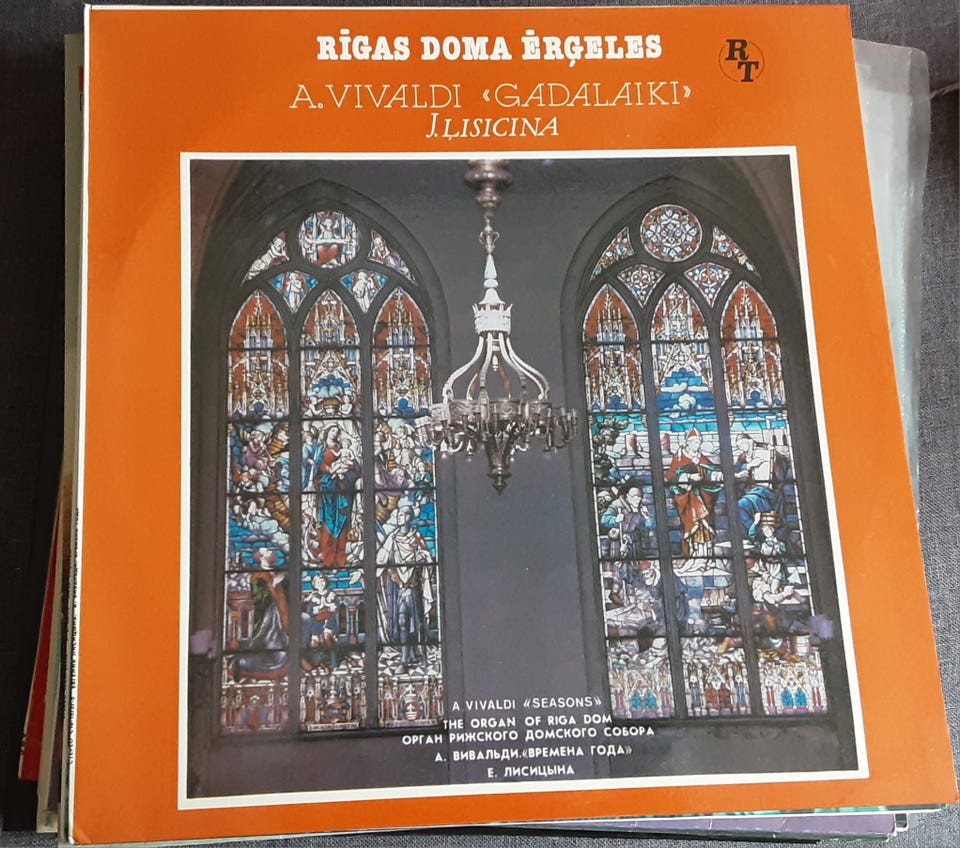 RĪGAS DOMA ĒRĢELES
RT
A. VIVALDI «GADALAIKI»
J. ĻISICINA
A VIVALDI «SEASONS»
THE ORGAN OF RIGA DOM
ОРГАН РИЖСКОГО ДОМСКОГО СОБОРА
А. ВИВАЛЬДИ.«ВРЕМЕНА ГОДА»
Е. ЛИСИЦЫНА